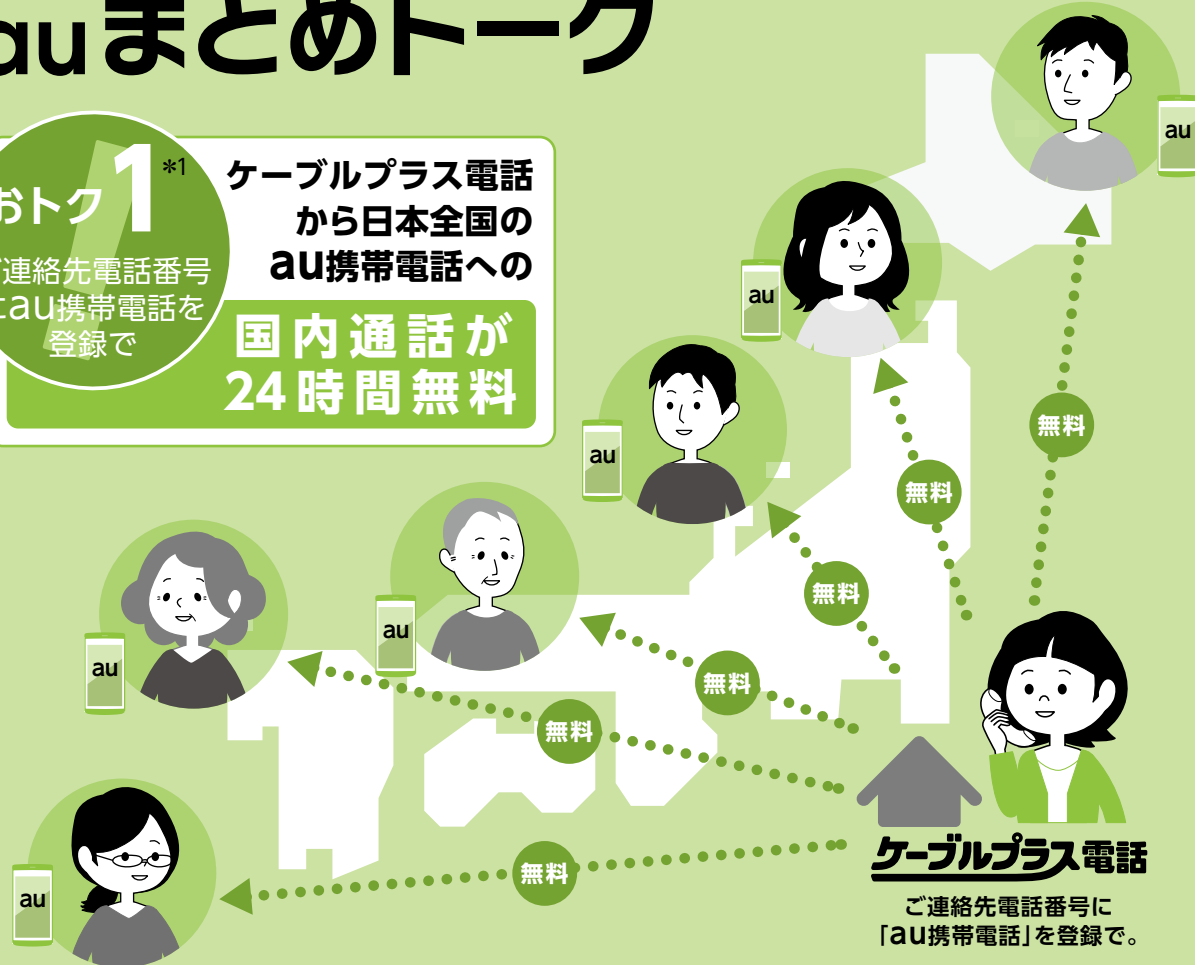 auまとめトーク
おトク1*1
ご連絡先電話番号
にau携帯電話を
登録で
ケーブルプラス電話
から日本全国の
au携帯電話への
国内通話が
24時間無料
au
au
au
au
au
au
無料
無料
無料
無料
無料
無料
ケーブルプラス電話
ご連絡先電話番号に
「au携帯電話」を登録で。